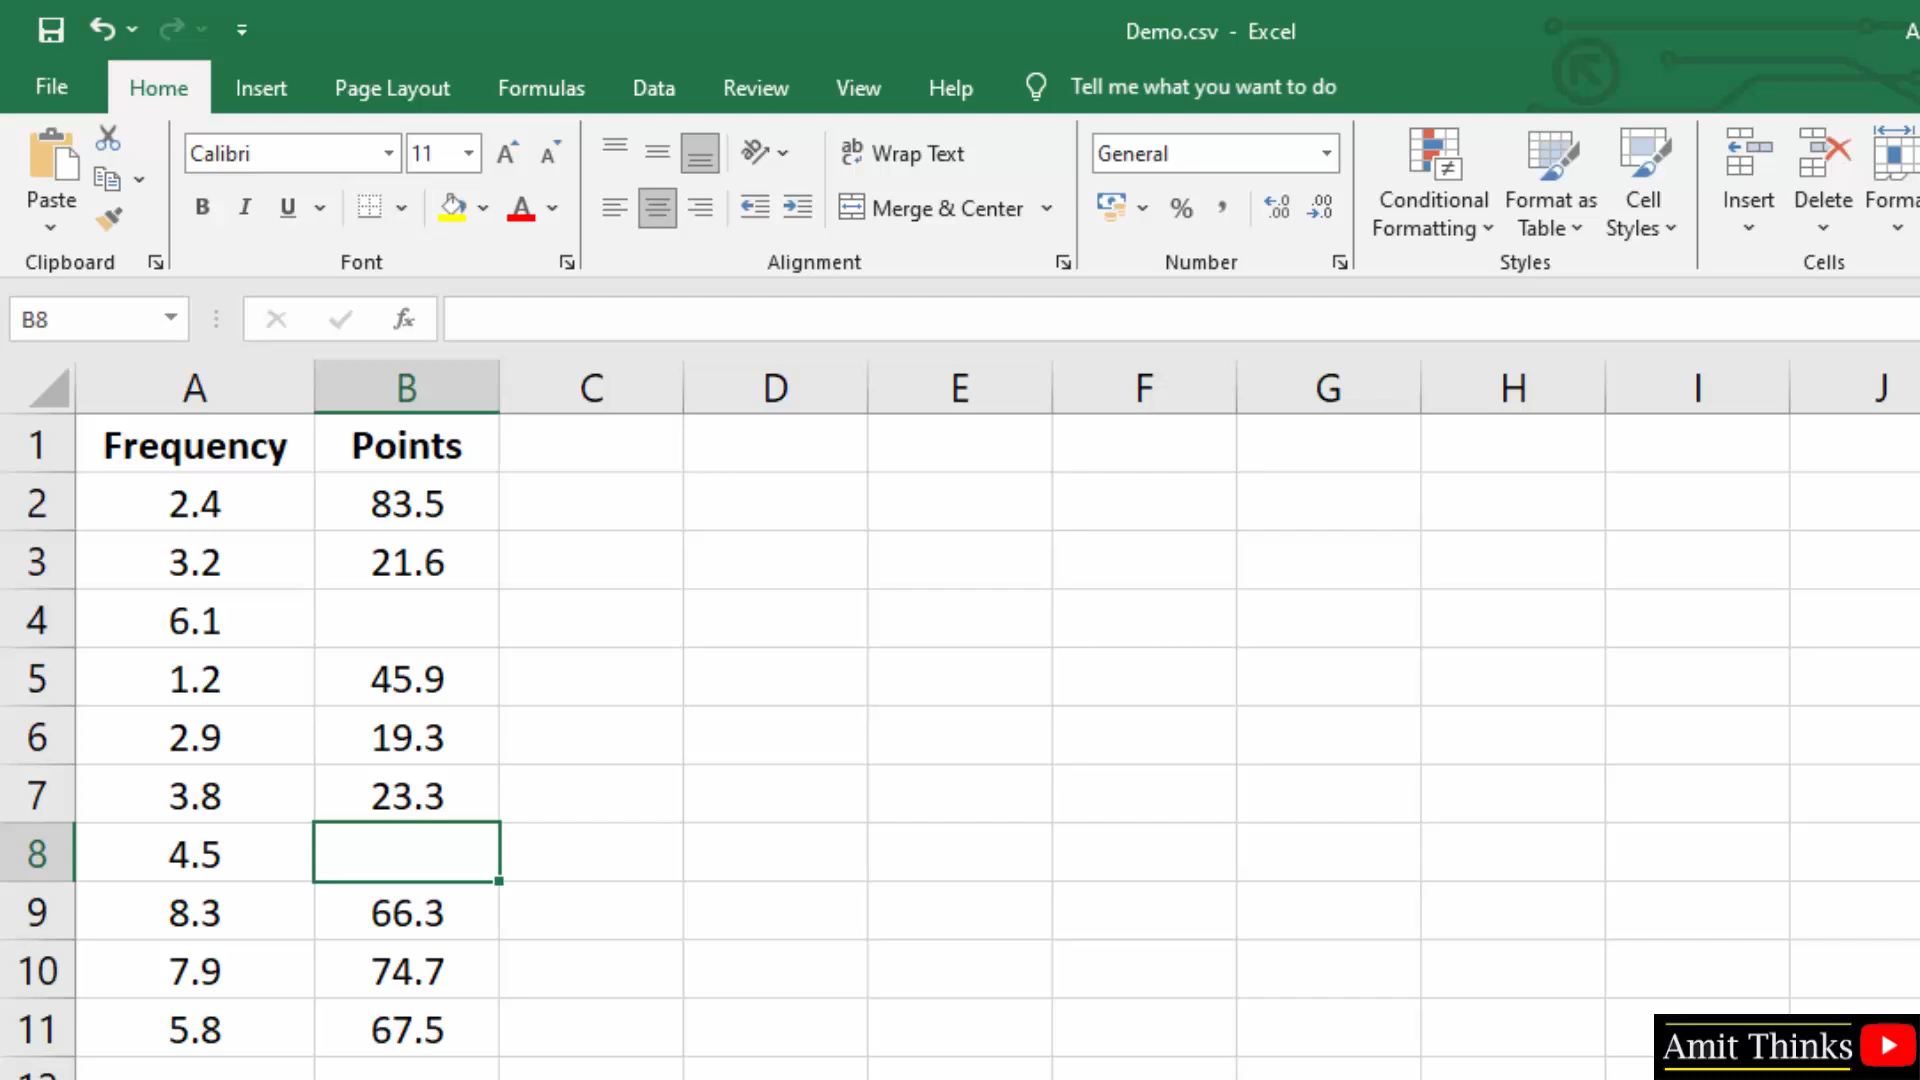 Demo.csv - Excel
A
File Home Insert Page Layout Formulas Data Review View Help Tell me what you want to do
Paste
Clipboard
Calibri 11
A A
B I U A
Font
ab c Wrap Text
Merge & Center
Alignment
General
% , .0 .00 .00 .0
Number
Conditional Formatting
Format as Table
Cell Styles
Styles
Insert Delete Forma
Cells
B8 fx
A B C D E F G H I J
1 Frequency Points
2 2.4 83.5
3 3.2 21.6
4 6.1
5 1.2 45.9
6 2.9 19.3
7 3.8 23.3
8 4.5
9 8.3 66.3
10 7.9 74.7
11 5.8 67.5
Amit Thinks